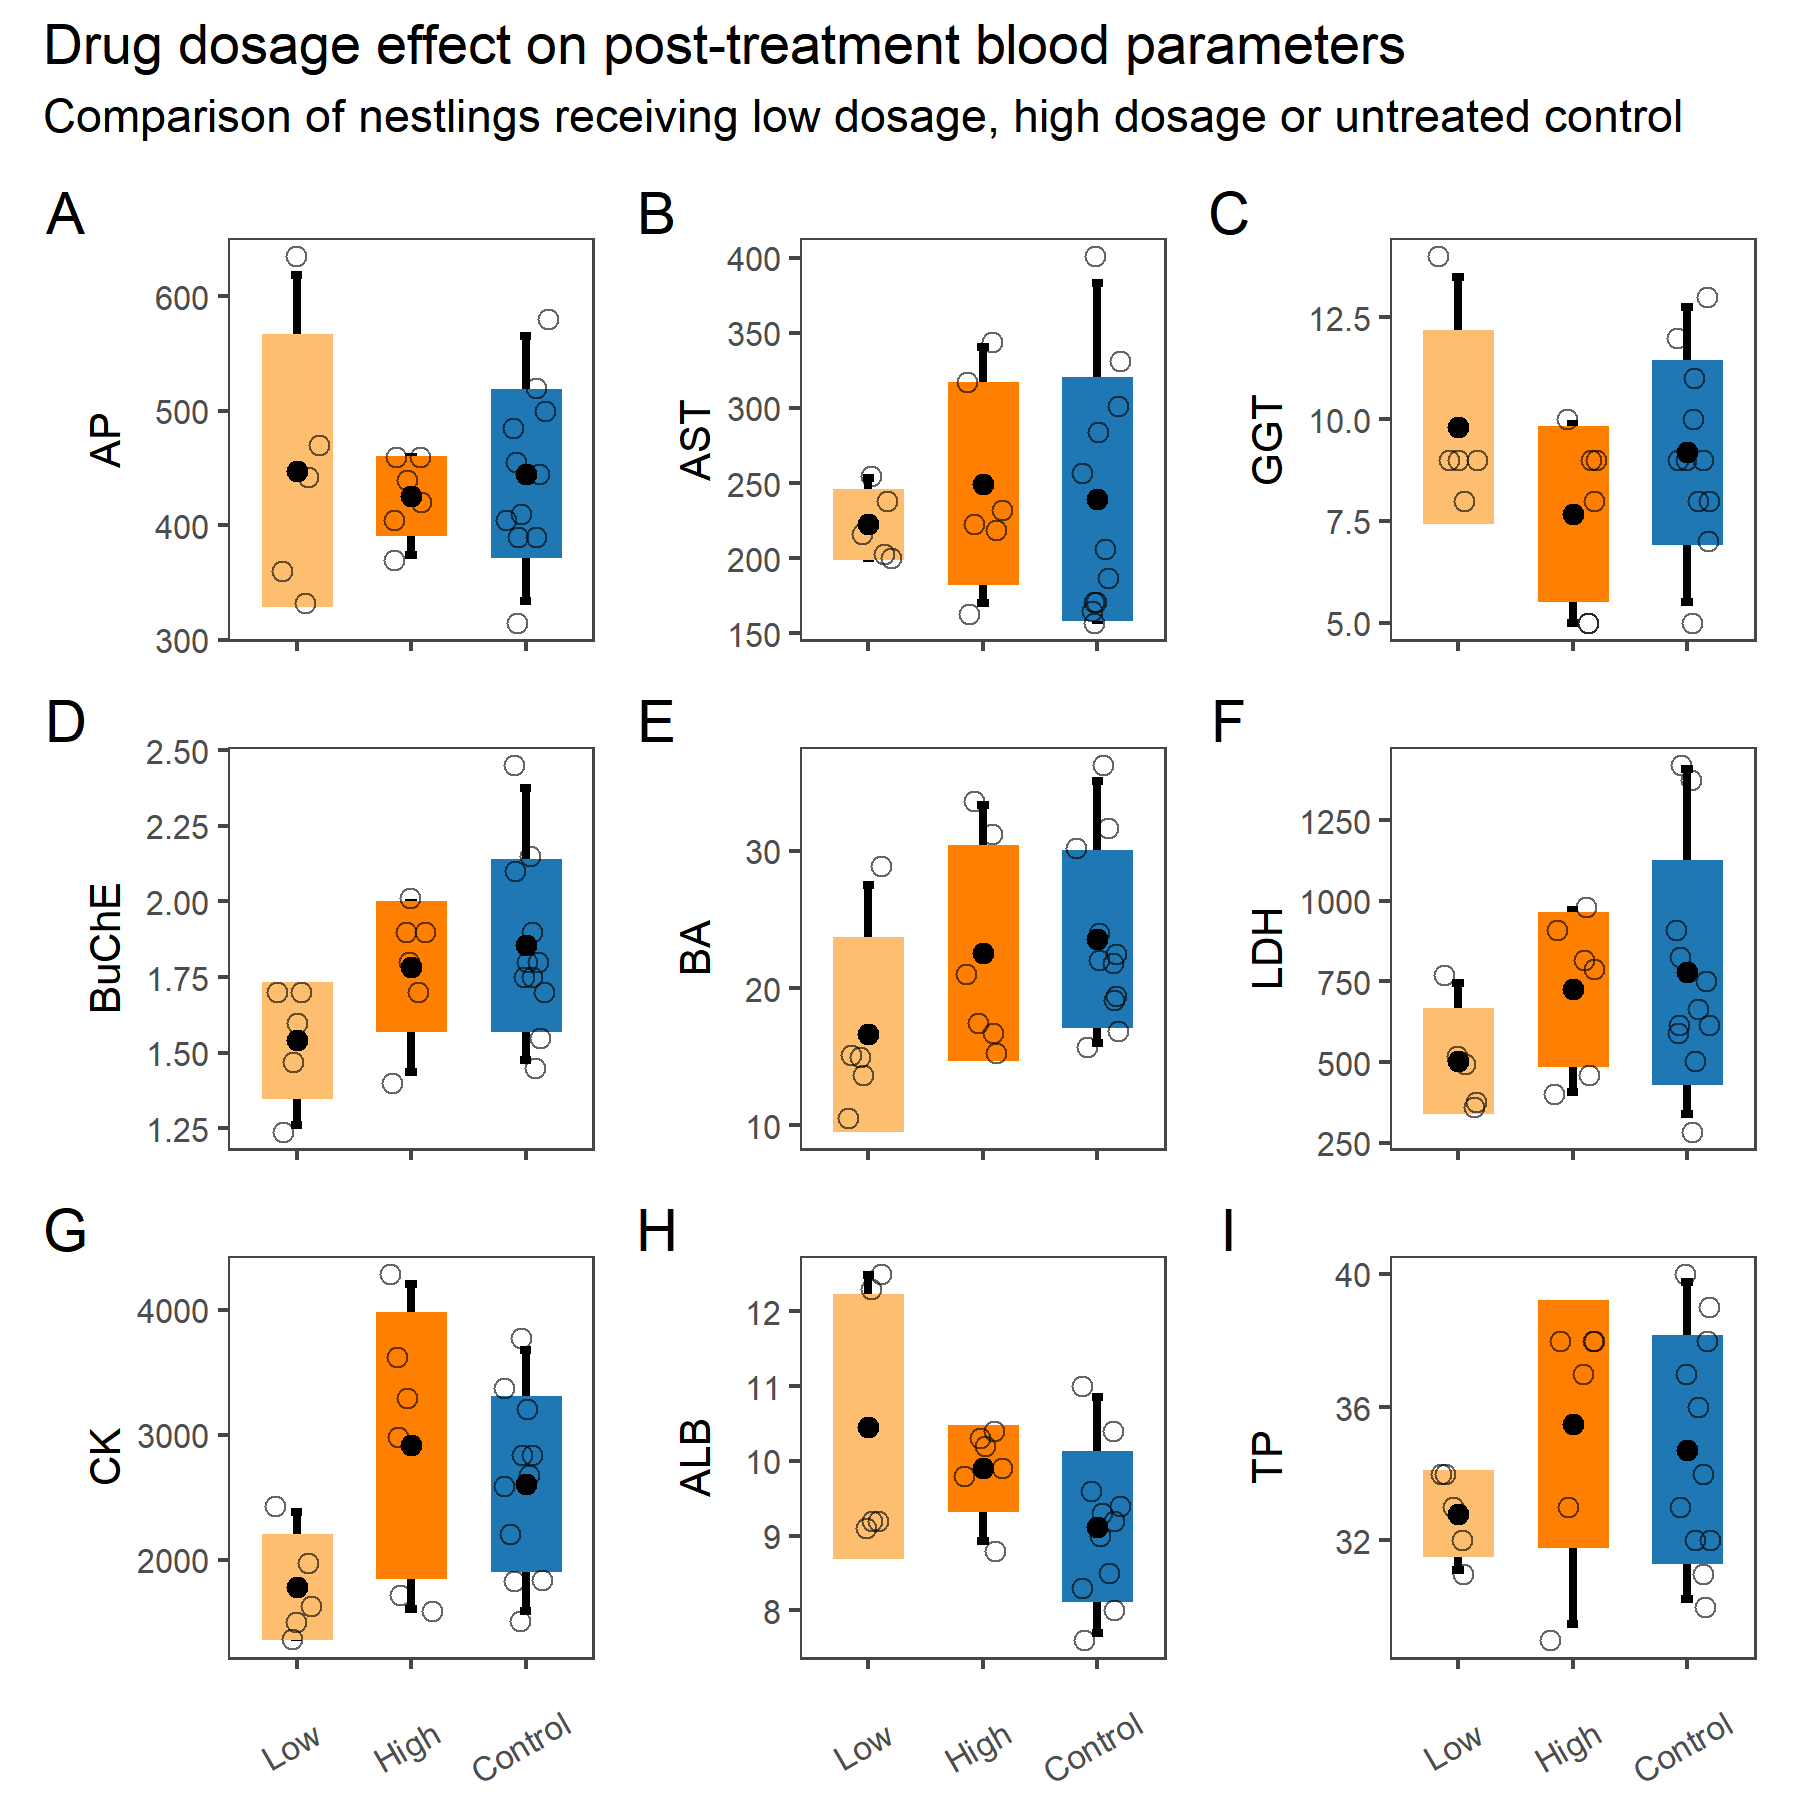 Drug dosage effect on post-treatment blood parameters
Comparison of nestlings receiving low dosage, high dosage or untreated control
A
AP
600
500
400
300
B
AST
400
350
300
250
200
150
C
GGT
12.5
10.0
7.5
5.0
D
BuChE
2.50
2.25
2.00
1.75
1.50
1.25
E
BA
30
20
10
F
LDH
1250
1000
750
500
250
G
CK
4000
3000
2000
Low
High
Control
H
ALB
12
11
10
9
8
Low
High
Control
I
TP
40
36
32
Low
High
Control